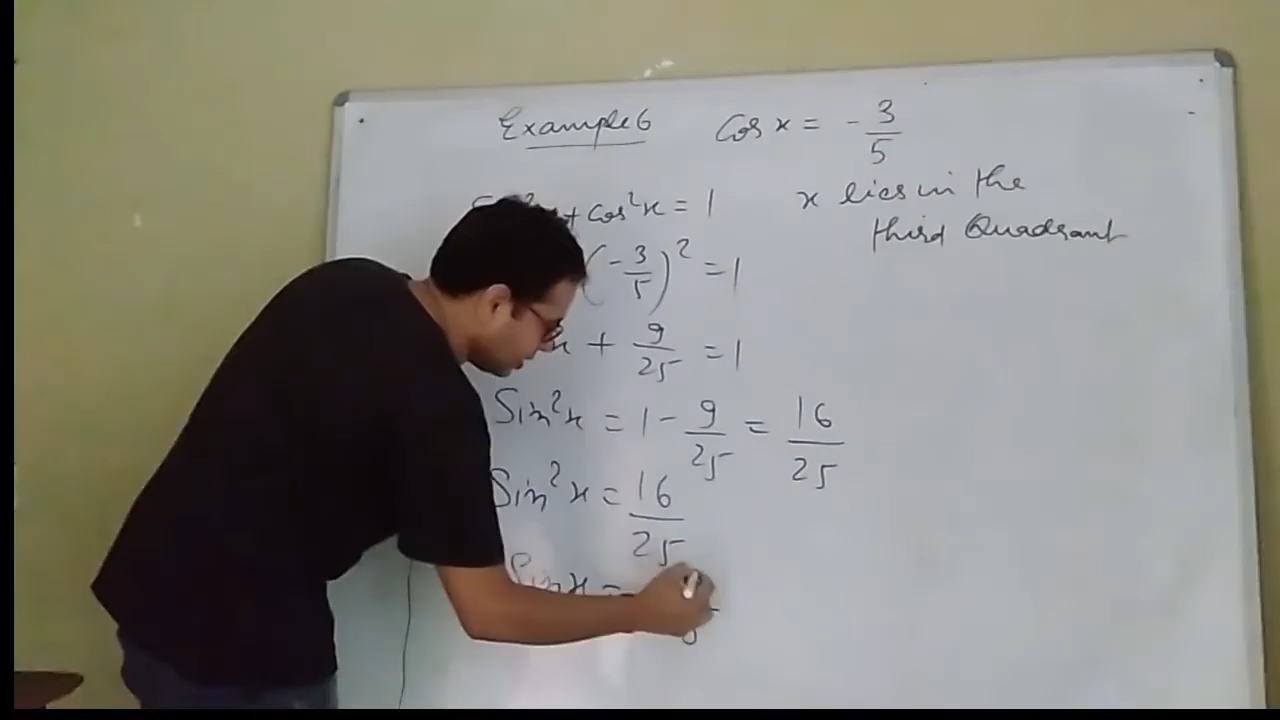 Example 6 Cos x = - 3/5
+ Cos²x = 1 x lies in the
third Quadrant
(-3/5)² = 1
x + 9/25 = 1
Sin²x = 1 - 9/25 = 16/25
Sin²x = 16/25
Sin x =